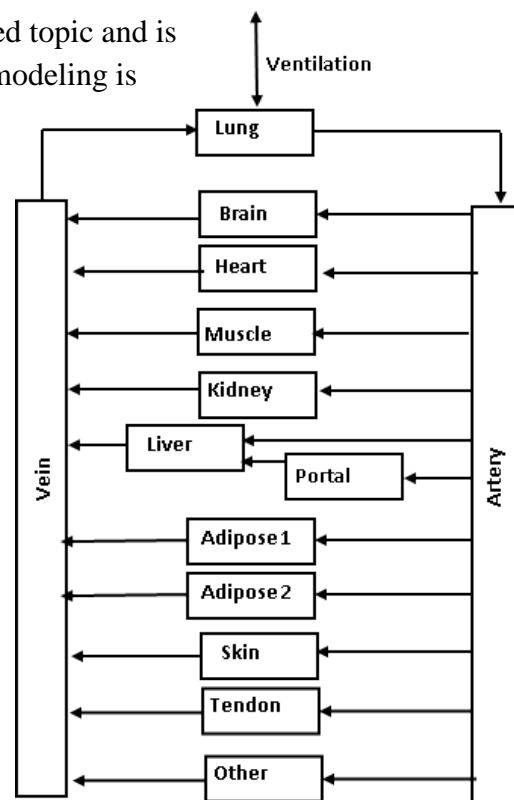 ed topic and is
modeling is
Ventilation
Lung
Brain
Heart
Muscle
Kidney
Liver
Portal
Vein
Artery
Adipose1
Adipose2
Skin
Tendon
Other